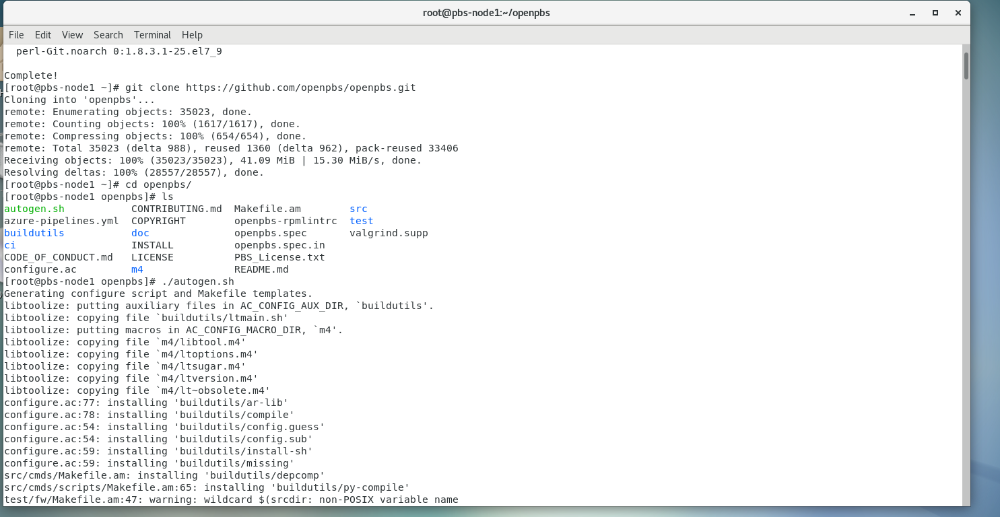 root@pbs-node1:~/openpbs
File Edit View Search Terminal Help
  perl-Git.noarch 0:1.8.3.1-25.el7_9

Complete!
[root@pbs-node1 ~]# git clone https://github.com/openpbs/openpbs.git
Cloning into 'openpbs'...
remote: Enumerating objects: 35023, done.
remote: Counting objects: 100% (1617/1617), done.
remote: Compressing objects: 100% (654/654), done.
remote: Total 35023 (delta 988), reused 1360 (delta 962), pack-reused 33406
Receiving objects: 100% (35023/35023), 41.09 MiB | 15.30 MiB/s, done.
Resolving deltas: 100% (28557/28557), done.
[root@pbs-node1 ~]# cd openpbs/
[root@pbs-node1 openpbs]# ls
autogen.sh           CONTRIBUTING.md  Makefile.am        src
azure-pipelines.yml  COPYRIGHT        openpbs-rpmlintrc  test
buildutils           doc              openpbs.spec       valgrind.supp
ci                   INSTALL          openpbs.spec.in
CODE_OF_CONDUCT.md   LICENSE          PBS_License.txt
configure.ac         m4               README.md
[root@pbs-node1 openpbs]# ./autogen.sh
Generating configure script and Makefile templates.
libtoolize: putting auxiliary files in AC_CONFIG_AUX_DIR, `buildutils'.
libtoolize: copying file `buildutils/ltmain.sh'
libtoolize: putting macros in AC_CONFIG_MACRO_DIR, `m4'.
libtoolize: copying file `m4/libtool.m4'
libtoolize: copying file `m4/ltoptions.m4'
libtoolize: copying file `m4/ltsugar.m4'
libtoolize: copying file `m4/ltversion.m4'
libtoolize: copying file `m4/lt~obsolete.m4'
configure.ac:77: installing 'buildutils/ar-lib'
configure.ac:78: installing 'buildutils/compile'
configure.ac:54: installing 'buildutils/config.guess'
configure.ac:54: installing 'buildutils/config.sub'
configure.ac:59: installing 'buildutils/install-sh'
configure.ac:59: installing 'buildutils/missing'
src/cmds/Makefile.am: installing 'buildutils/depcomp'
src/cmds/scripts/Makefile.am:65: installing 'buildutils/py-compile'
test/fw/Makefile.am:47: warning: wildcard $(srcdir: non-POSIX variable name